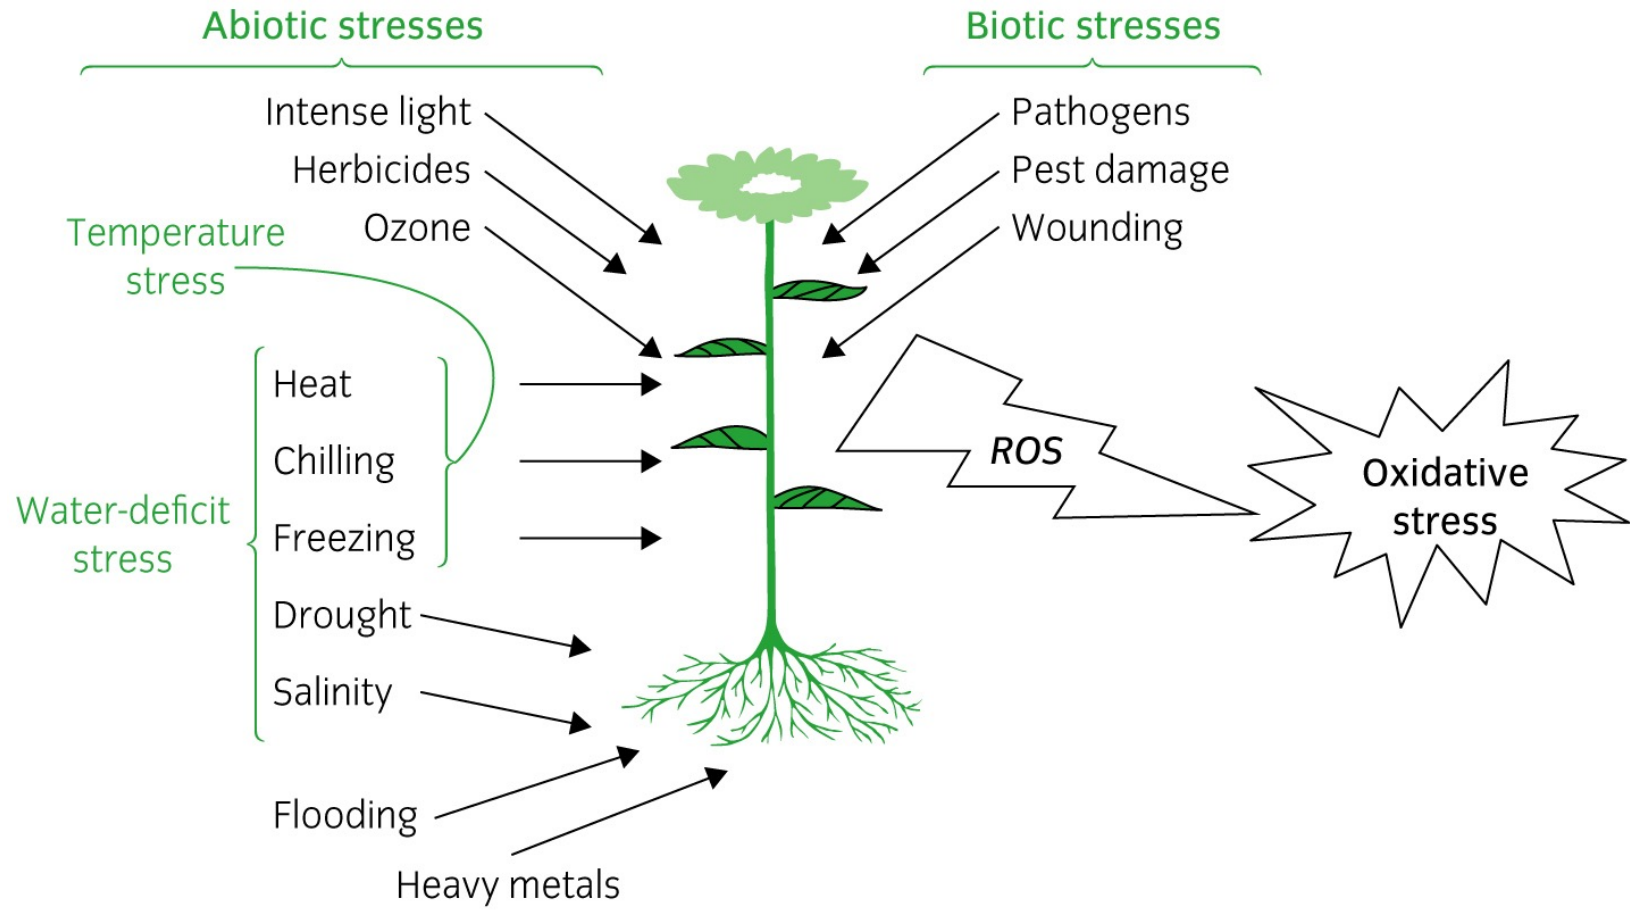 Abiotic stresses
Biotic stresses
Intense light
Herbicides
Ozone
Pathogens
Pest damage
Wounding
Temperature
stress
Heat
Chilling
Freezing
Drought
Salinity
Water-deficit
stress
Flooding
Heavy metals
ROS
Oxidative
stress